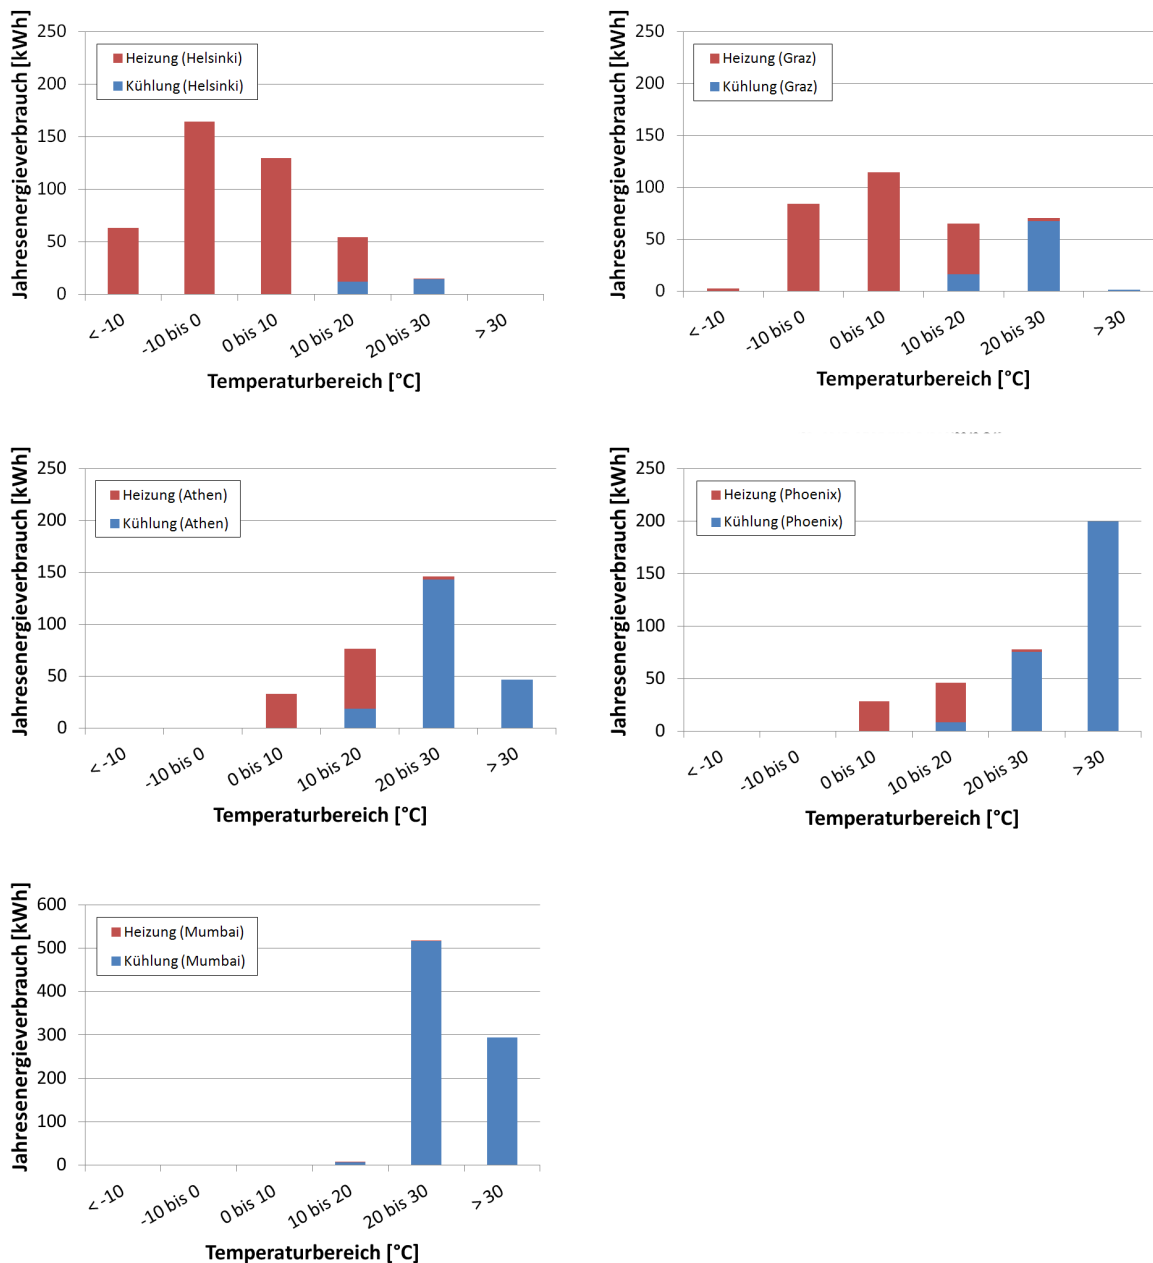 Jahresenergieverbrauch [kWh]
250
200
150
100
50
0
Heizung (Helsinki)
Kühlung (Helsinki)
< -10
-10 bis 0
0 bis 10
10 bis 20
20 bis 30
> 30
Temperaturbereich [°C]
Jahresenergieverbrauch [kWh]
250
200
150
100
50
0
Heizung (Graz)
Kühlung (Graz)
< -10
-10 bis 0
0 bis 10
10 bis 20
20 bis 30
> 30
Temperaturbereich [°C]
Jahresenergieverbrauch [kWh]
250
200
150
100
50
0
Heizung (Athen)
Kühlung (Athen)
< -10
-10 bis 0
0 bis 10
10 bis 20
20 bis 30
> 30
Temperaturbereich [°C]
Jahresenergieverbrauch [kWh]
250
200
150
100
50
0
Heizung (Phoenix)
Kühlung (Phoenix)
< -10
-10 bis 0
0 bis 10
10 bis 20
20 bis 30
> 30
Temperaturbereich [°C]
Jahresenergieverbrauch [kWh]
600
500
400
300
200
100
0
Heizung (Mumbai)
Kühlung (Mumbai)
< -10
-10 bis 0
0 bis 10
10 bis 20
20 bis 30
> 30
Temperaturbereich [°C]